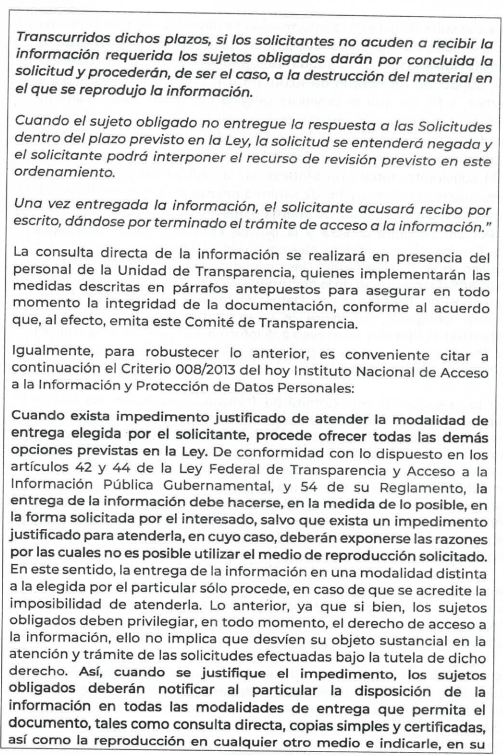 Transcurridos dichos plazos, si los solicitantes no acuden a recibir la
información requerida los sujetos obligados darán por concluida la
solicitud y procederán, de ser el caso, a la destrucción del material en
el que se reprodujo la información.
Cuando el sujeto obligado no entregue la respuesta a las Solicitudes
dentro del plazo previsto en la Ley, la solicitud se entenderá negada y
el solicitante podrá interponer el recurso de revisión previsto en este
ordenamiento.
Una vez entregada la información, el solicitante acusará recibo por
escrito, dándose por terminado el trámite de acceso a la información."
La consulta directa de la información se realizará en presencia del
personal de la Unidad de Transparencia, quienes implementarán las
medidas descritas en párrafos antepuestos para asegurar en todo
momento la integridad de la documentación, conforme al acuerdo
que, al efecto, emita este Comité de Transparencia.
Igualmente, para robustecer lo anterior, es conveniente citar a
continuación el Criterio 008/2013 del hoy Instituto Nacional de Acceso
a la Información y Protección de Datos Personales:
Cuando exista impedimento justificado de atender la modalidad de
entrega elegida por el solicitante, procede ofrecer todas las demás
opciones previstas en la Ley. De conformidad con lo dispuesto en los
artículos 42 y 44 de la Ley Federal de Transparencia y Acceso a la
Información Pública Gubernamental, y 54 de su Reglamento, la
entrega de la información debe hacerse, en la medida de lo posible, en
la forma solicitada por el interesado, salvo que exista un impedimento
justificado para atenderla, en cuyo caso, deberán exponerse las razones
por las cuales no es posible utilizar el medio de reproducción solicitado.
En este sentido, la entrega de la información en una modalidad distinta
a la elegida por el particular sólo procede, en caso de que se acredite la
imposibilidad de atenderla. Lo anterior, ya que si bien, los sujetos
obligados deben privilegiar, en todo momento, el derecho de acceso a
la información, ello no implica que desvíen su objeto sustancial en la
atención y trámite de las solicitudes efectuadas bajo la tutela de dicho
derecho. Así, cuando se justifique el impedimento, los sujetos
obligados deberán notificar al particular la disposición de la
información en todas las modalidades de entrega que permita el
documento, tales como consulta directa, copias simples y certificadas,
así como la reproducción en cualquier otro medio e indicarle, en su